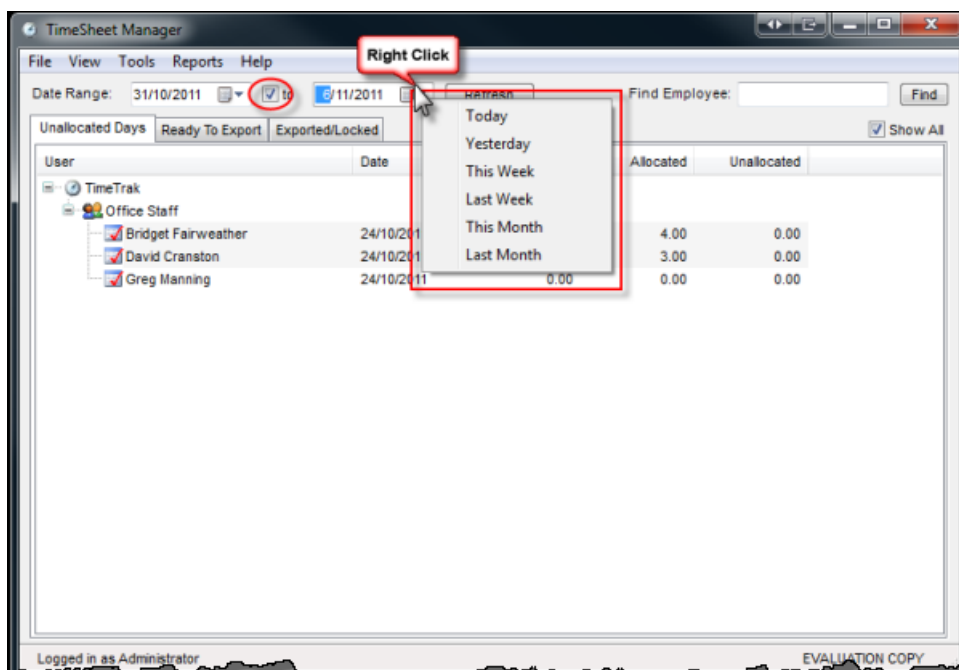 TimeSheet Manager
File View Tools Reports Help
Right Click
Date Range: 31/10/2011 to 6/11/2011 Refresh Find Employee: Find
Unallocated Days Ready To Export Exported/Locked Show All
User Date Allocated Unallocated
Today
Yesterday
This Week
Last Week
This Month
Last Month
TimeTrak
Office Staff
Bridget Fairweather 24/10/201 4.00 0.00
David Cranston 24/10/201 3.00 0.00
Greg Manning 24/10/2011 0.00 0.00 0.00
Logged in as Administrator EVALUATION COPY